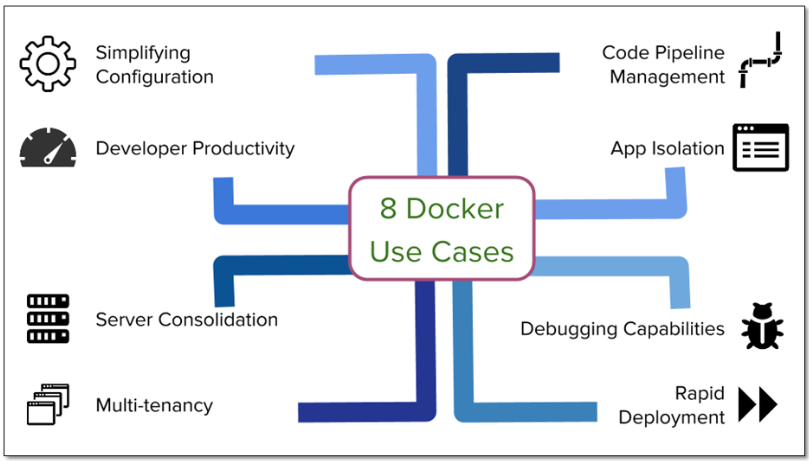 Simplifying
Configuration
Developer Productivity
Server Consolidation
Multi-tenancy
8 Docker
Use Cases
Code Pipeline
Management
App Isolation
Debugging Capabilities
Rapid
Deployment